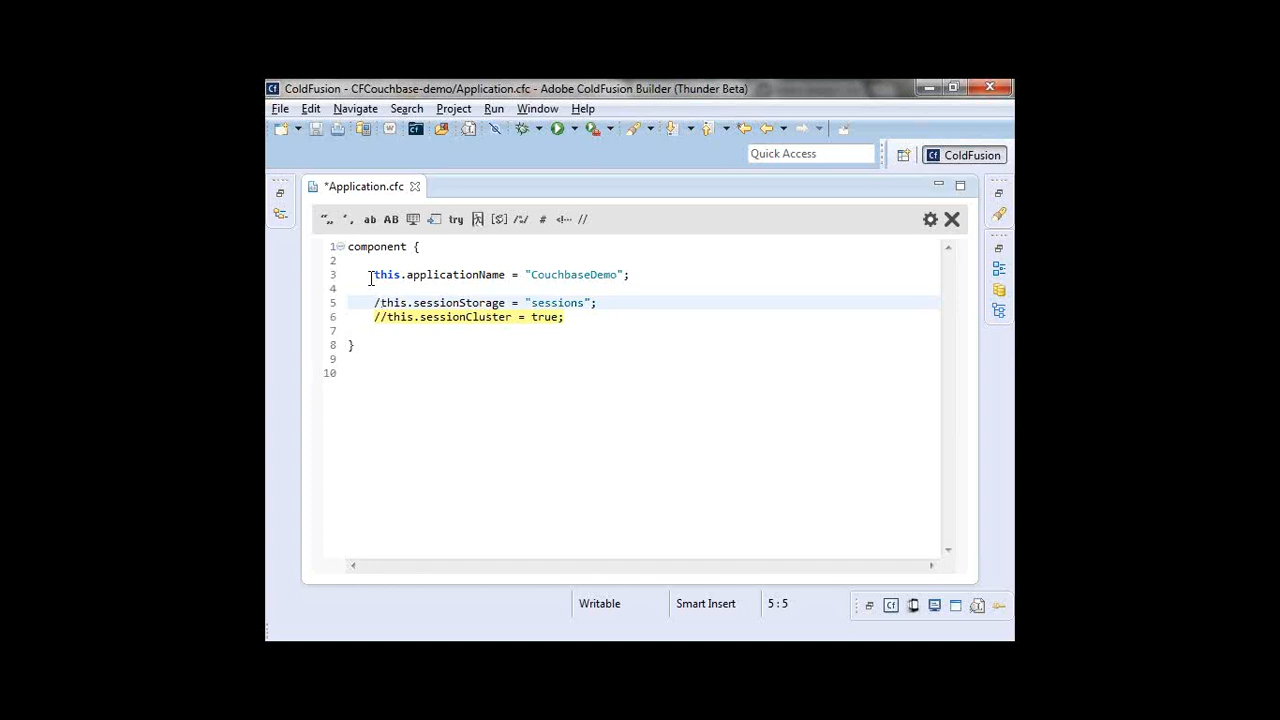 Cf ColdFusion - CFCouchbase-demo/Application.cfc - Adobe ColdFusion Builder (Thunder Beta)
File Edit Navigate Search Project Run Window Help
Quick Access
Cf ColdFusion
*Application.cfc
ab AB try # //
1 component {
2
3 this.applicationName = "CouchbaseDemo";
4
5 /this.sessionStorage = "sessions";
6 //this.sessionCluster = true;
7
8 }
9
10
Writable Smart Insert 5 : 5